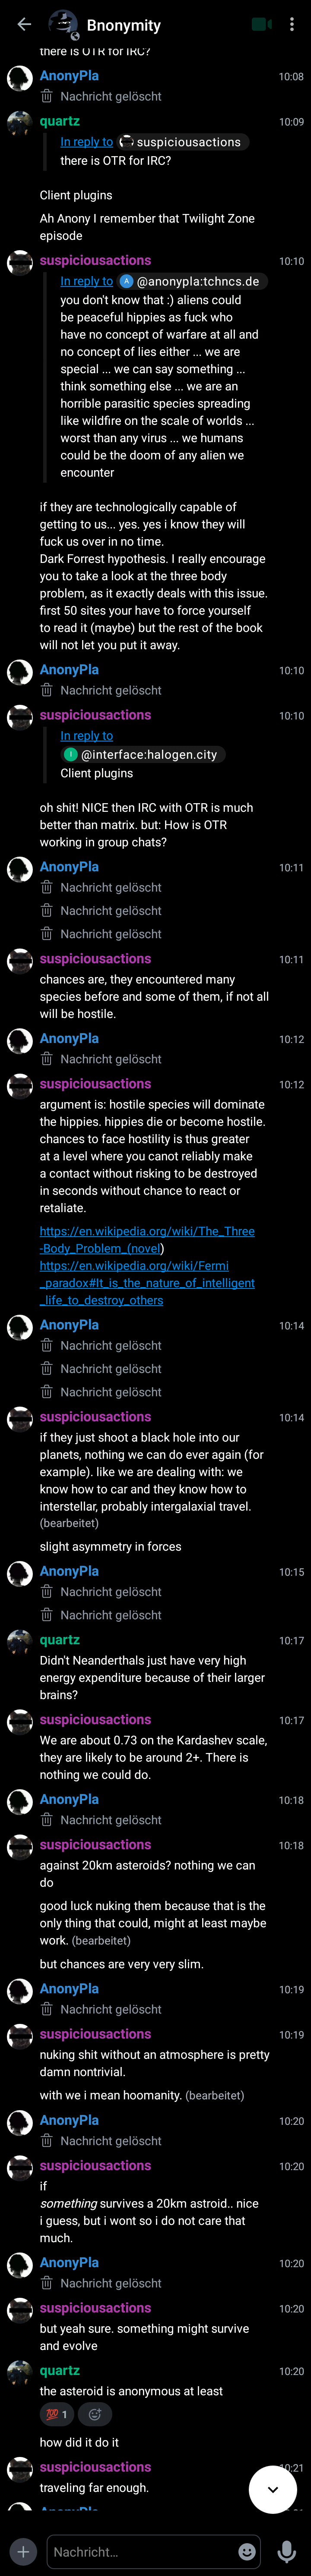 Bnonymity
there is OTR for IRC?
AnonyPla 10:08
Nachricht gelöscht
quartz 10:09
In reply to suspiciousactions
there is OTR for IRC?
Client plugins
Ah Anony I remember that Twilight Zone
episode
suspiciousactions 10:10
In reply to A @anonypla:tchncs.de
you don't know that :) aliens could
be peaceful hippies as fuck who
have no concept of warfare at all and
no concept of lies either ... we are
special ... we can say something ...
think something else ... we are an
horrible parasitic species spreading
like wildfire on the scale of worlds ...
worst than any virus ... we humans
could be the doom of any alien we
encounter
if they are technologically capable of
getting to us... yes. yes i know they will
fuck us over in no time.
Dark Forrest hypothesis. I really encourage
you to take a look at the three body
problem, as it exactly deals with this issue.
first 50 sites your have to force yourself
to read it (maybe) but the rest of the book
will not let you put it away.
AnonyPla 10:10
Nachricht gelöscht
suspiciousactions 10:10
In reply to
I @interface:halogen.city
Client plugins
oh shit! NICE then IRC with OTR is much
better than matrix. but: How is OTR
working in group chats?
AnonyPla 10:11
Nachricht gelöscht
Nachricht gelöscht
Nachricht gelöscht
suspiciousactions 10:11
chances are, they encountered many
species before and some of them, if not all
will be hostile.
AnonyPla 10:12
Nachricht gelöscht
suspiciousactions 10:12
argument is: hostile species will dominate
the hippies. hippies die or become hostile.
chances to face hostility is thus greater
at a level where you canot reliably make
a contact without risking to be destroyed
in seconds without chance to react or
retaliate.
https://en.wikipedia.org/wiki/The_Three
-Body_Problem_(novel)
https://en.wikipedia.org/wiki/Fermi
_paradox#It_is_the_nature_of_intelligent
_life_to_destroy_others
AnonyPla 10:14
Nachricht gelöscht
Nachricht gelöscht
Nachricht gelöscht
suspiciousactions 10:14
if they just shoot a black hole into our
planets, nothing we can do ever again (for
example). like we are dealing with: we
know how to car and they know how to
interstellar, probably intergalaxial travel.
(bearbeitet)
slight asymmetry in forces
AnonyPla 10:15
Nachricht gelöscht
Nachricht gelöscht
quartz 10:17
Didn't Neanderthals just have very high
energy expenditure because of their larger
brains?
suspiciousactions 10:17
We are about 0.73 on the Kardashev scale,
they are likely to be around 2+. There is
nothing we could do.
AnonyPla 10:18
Nachricht gelöscht
suspiciousactions 10:18
against 20km asteroids? nothing we can
do
good luck nuking them because that is the
only thing that could, might at least maybe
work. (bearbeitet)
but chances are very very slim.
AnonyPla 10:19
Nachricht gelöscht
suspiciousactions 10:19
nuking shit without an atmosphere is pretty
damn nontrivial.
with we i mean hoomanity. (bearbeitet)
AnonyPla 10:20
Nachricht gelöscht
suspiciousactions 10:20
if
something survives a 20km astroid.. nice
i guess, but i wont so i do not care that
much.
AnonyPla 10:20
Nachricht gelöscht
suspiciousactions 10:20
but yeah sure. something might survive
and evolve
quartz 10:20
the asteroid is anonymous at least
💯 1
how did it do it
suspiciousactions 10:21
traveling far enough.
AnonyPla
Nachricht...